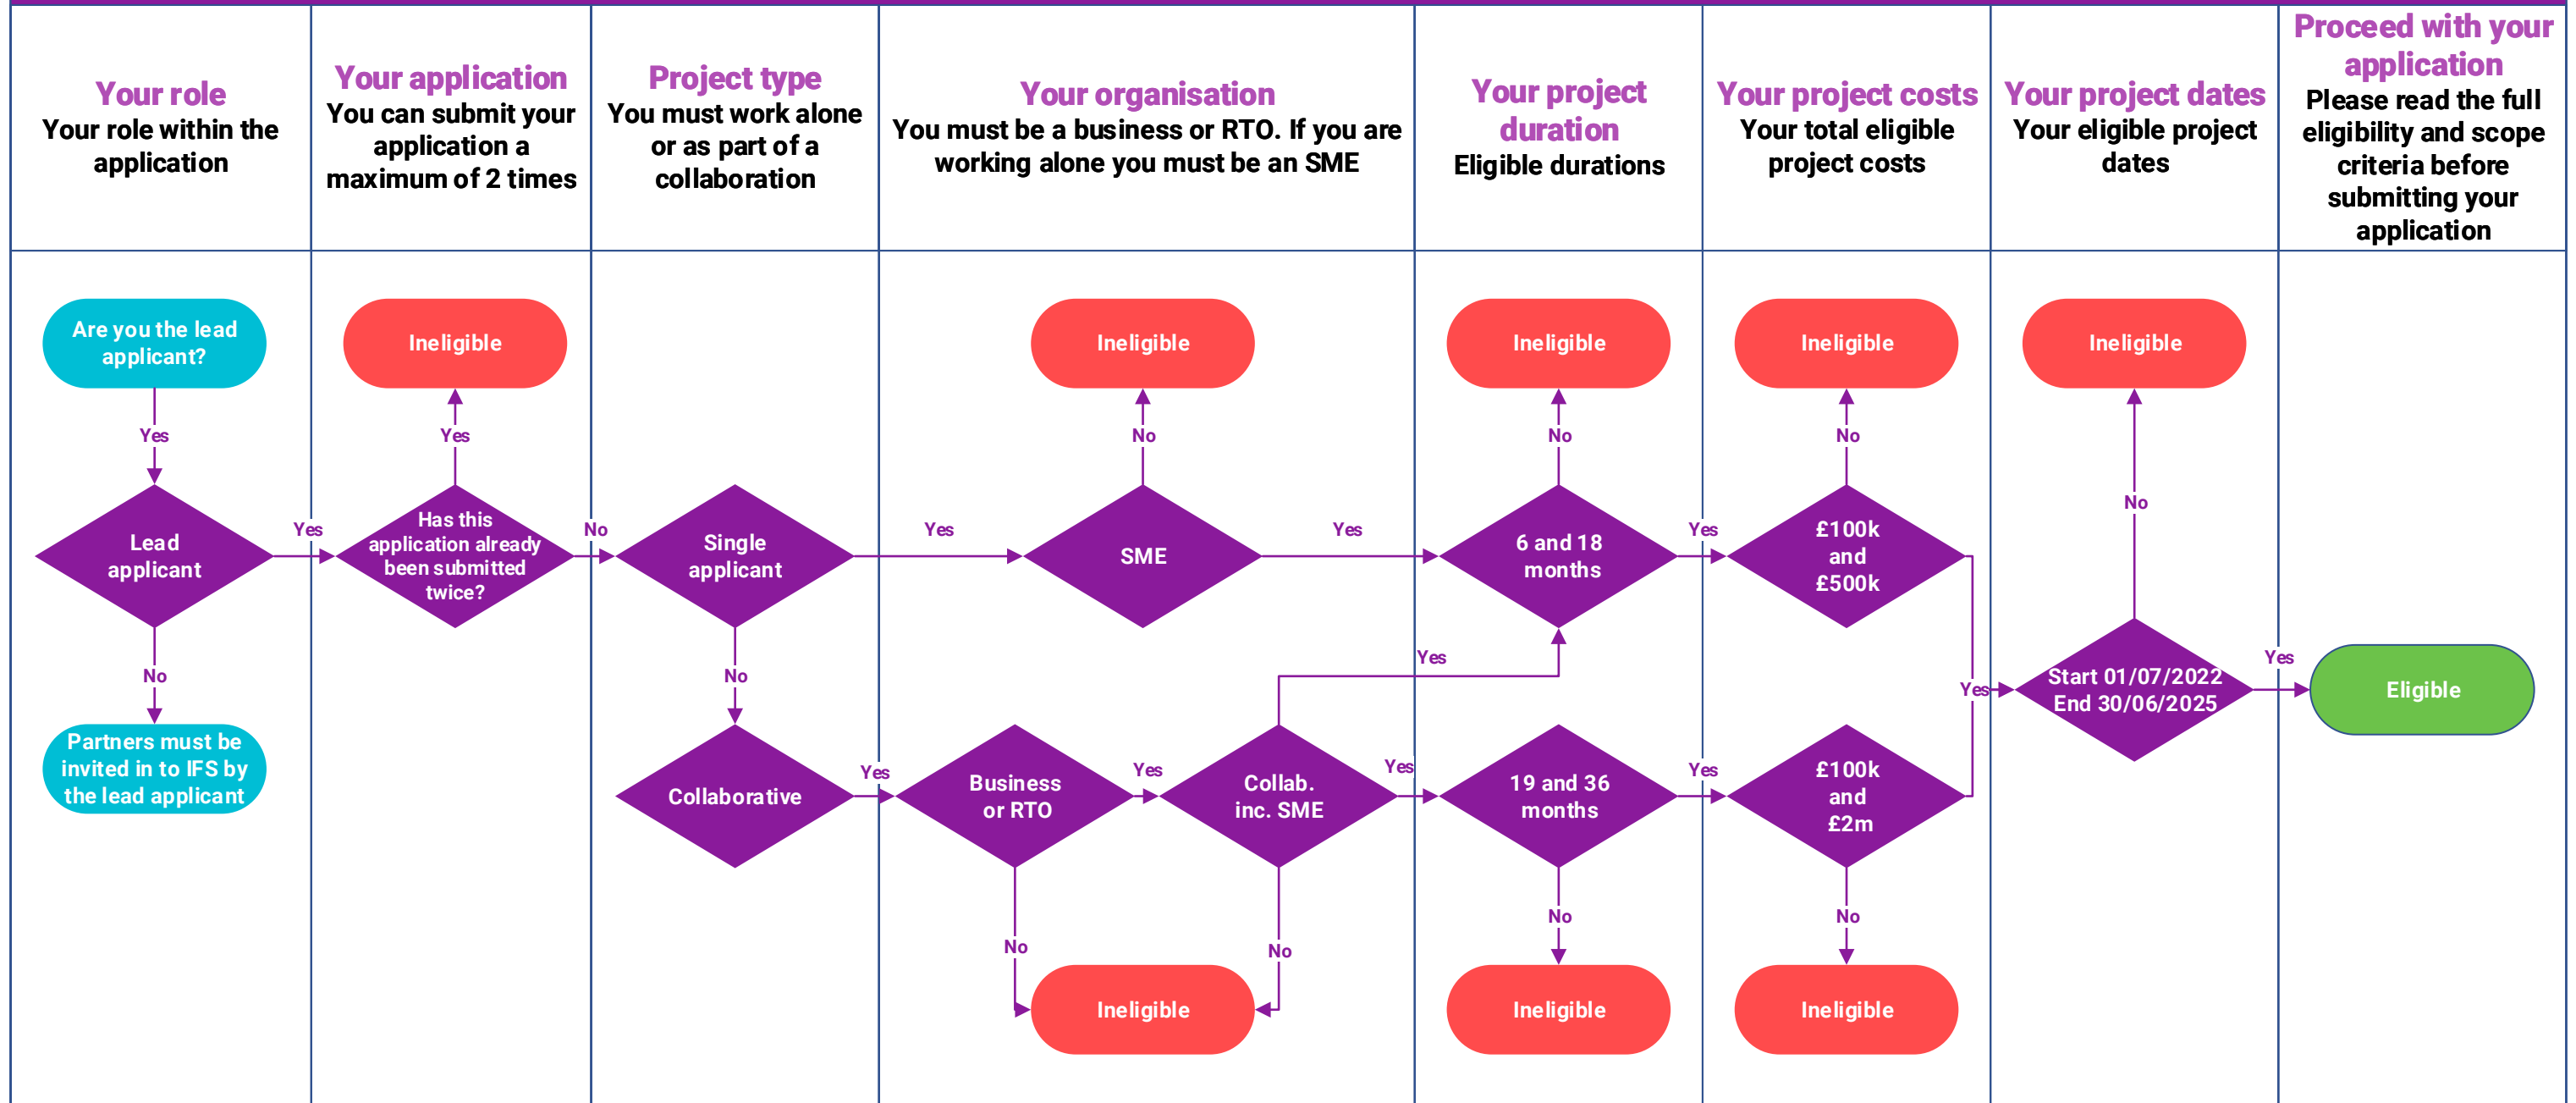 Your role
Your role within the
application
Your application
You can submit your
application a
maximum of 2 times
Project type
You must work alone
or as part of a
collaboration
Your organisation
You must be a business or RTO. If you are
working alone you must be an SME
Your project
duration
Eligible durations
Your project costs
Your total eligible
project costs
Your project dates
Your eligible project
dates
Proceed with your
application
Please read the full
eligibility and scope
criteria before
submitting your
application
Are you the lead
applicant?
Yes
Lead
applicant
Yes
No
Partners must be
invited in to IFS by
the lead applicant
Ineligible
Yes
Has this
application already
been submitted
twice?
No
Single
applicant
Yes
No
Collaborative
Yes
Ineligible
No
SME
Yes
Business
or RTO
Yes
No
Collab.
inc. SME
Yes
Yes
No
Ineligible
Ineligible
No
6 and 18
months
Yes
19 and 36
months
Yes
No
Ineligible
Ineligible
No
£100k
and
£500k
£100k
and
£2m
Yes
No
Ineligible
Ineligible
No
Start 01/07/2022
End 30/06/2025
Yes
Eligible